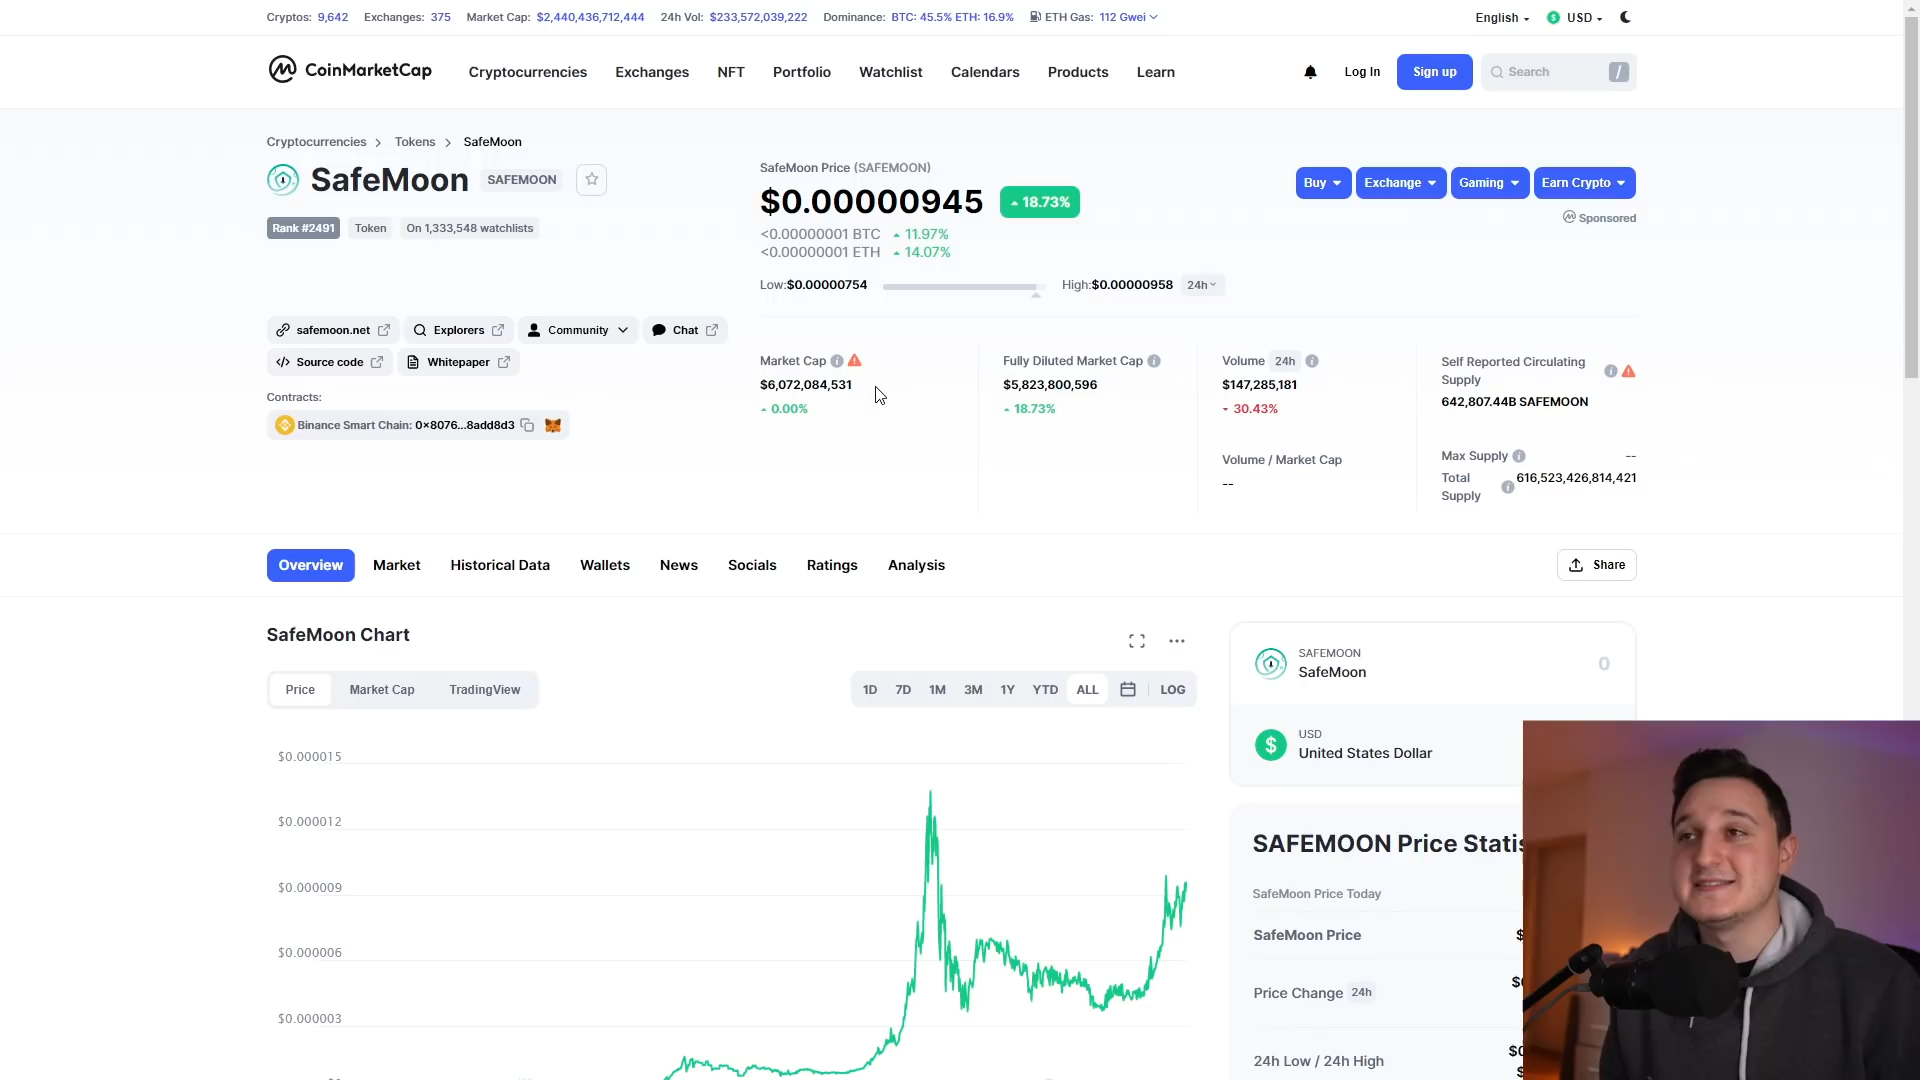 Cryptos: 9,642 Exchanges: 375 Market Cap: $2,440,436,712,444 24h Vol: $233,572,039,222 Dominance: BTC: 45.5% ETH: 16.9% ETH Gas: 112 Gwei English USD
CoinMarketCap Cryptocurrencies Exchanges NFT Portfolio Watchlist Calendars Products Learn Log In Sign up Search /
Cryptocurrencies > Tokens > SafeMoon
SafeMoon SAFEMOON
Rank #2491 Token On 1,333,548 watchlists
SafeMoon Price (SAFEMOON)
$0.00000945 18.73%
<0.00000001 BTC 11.97%
<0.00000001 ETH 14.07%
Low:$0.00000754 High:$0.00000958 24h
Buy Exchange Gaming Earn Crypto
Sponsored
safemoon.net Explorers Community Chat
Source code Whitepaper
Contracts:
Binance Smart Chain: 0x8076...8add8d3
Market Cap
$6,072,084,531
0.00%
Fully Diluted Market Cap
$5,823,800,596
18.73%
Volume 24h
$147,285,181
30.43%
Volume / Market Cap
--
Self Reported Circulating
Supply
642,807.44B SAFEMOON
Max Supply --
Total
Supply
616,523,426,814,421
Overview Market Historical Data Wallets News Socials Ratings Analysis Share
SafeMoon Chart
Price Market Cap TradingView 1D 7D 1M 3M 1Y YTD ALL LOG
$0.000015
$0.000012
$0.000009
$0.000006
$0.000003
SAFEMOON
SafeMoon
0
USD
United States Dollar
$
SAFEMOON Price Statis
SafeMoon Price Today
SafeMoon Price $
Price Change 24h $
24h Low / 24h High $0
$